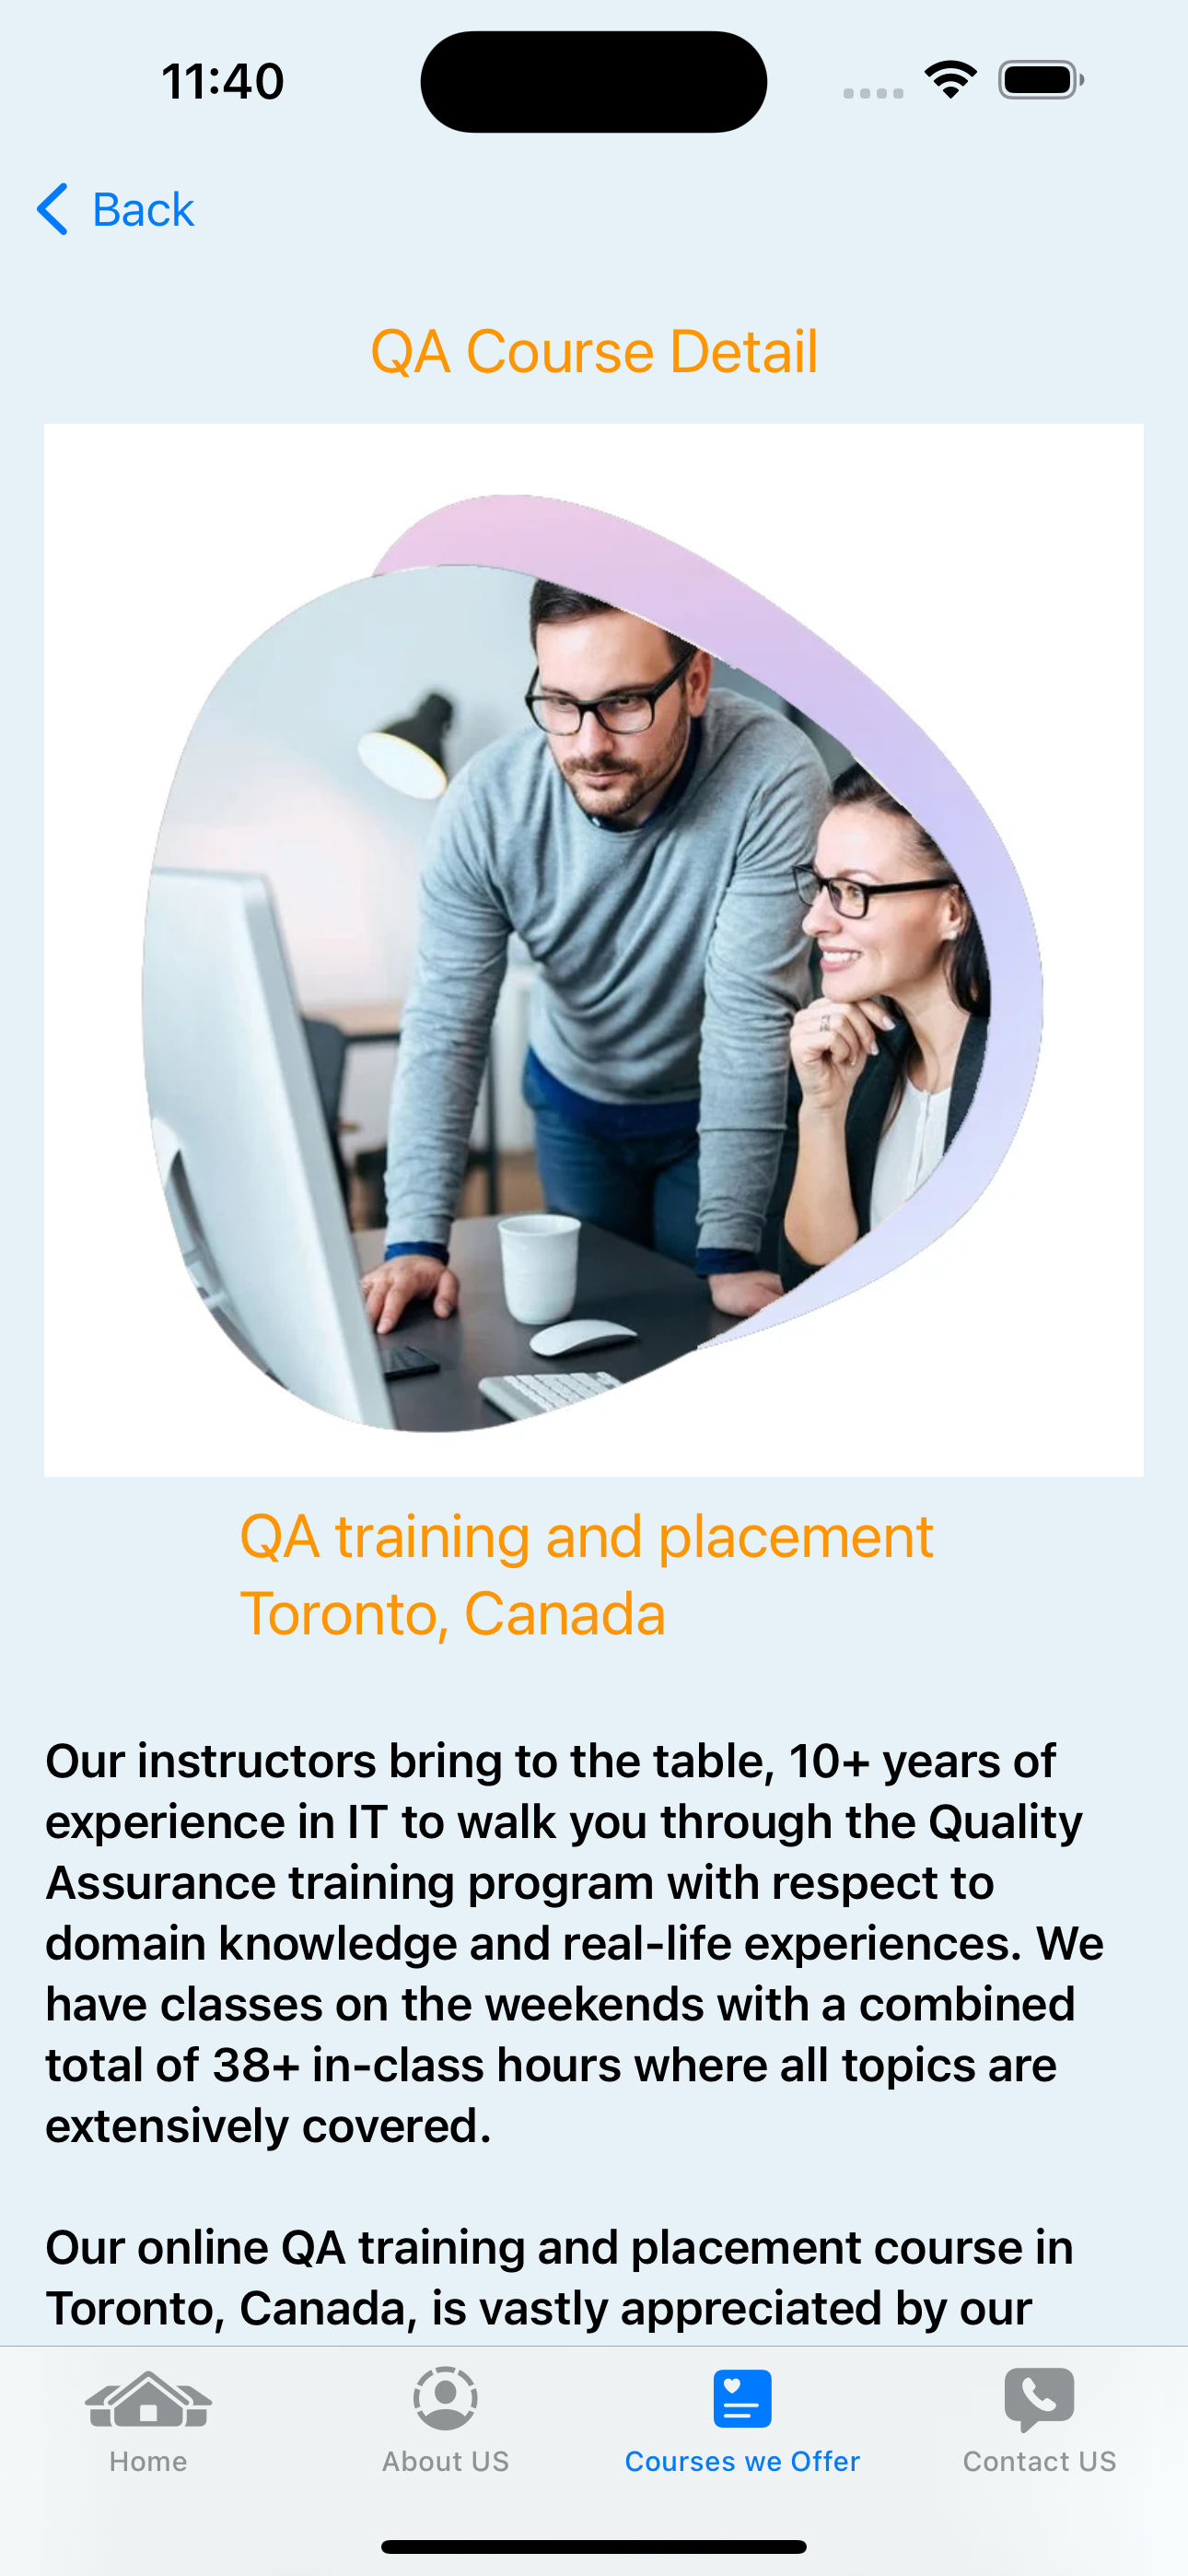 11:40
Back
QA Course Detail
QA training and placement
Toronto, Canada
Our instructors bring to the table, 10+ years of
experience in IT to walk you through the Quality
Assurance training program with respect to
domain knowledge and real-life experiences. We
have classes on the weekends with a combined
total of 38+ in-class hours where all topics are
extensively covered.
Our online QA training and placement course in
Toronto, Canada, is vastly appreciated by our
Home
About US
Courses we Offer
Contact US